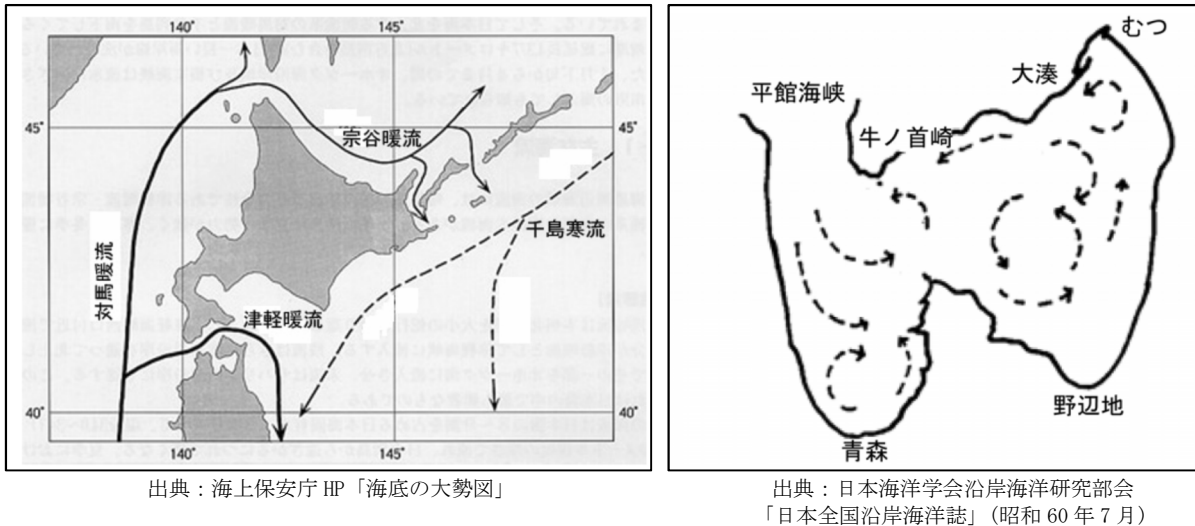 140°
145°
45°
45°
宗谷暖流
千島寒流
対馬暖流
津軽暖流
40°
40°
140°
145°
出典：海上保安庁 HP「海底の大勢図」
むつ
大湊
平館海峡
牛ノ首崎
野辺地
青森
出典：日本海洋学会沿岸海洋研究部会
「日本全国沿岸海洋誌」（昭和 60 年 7 月）